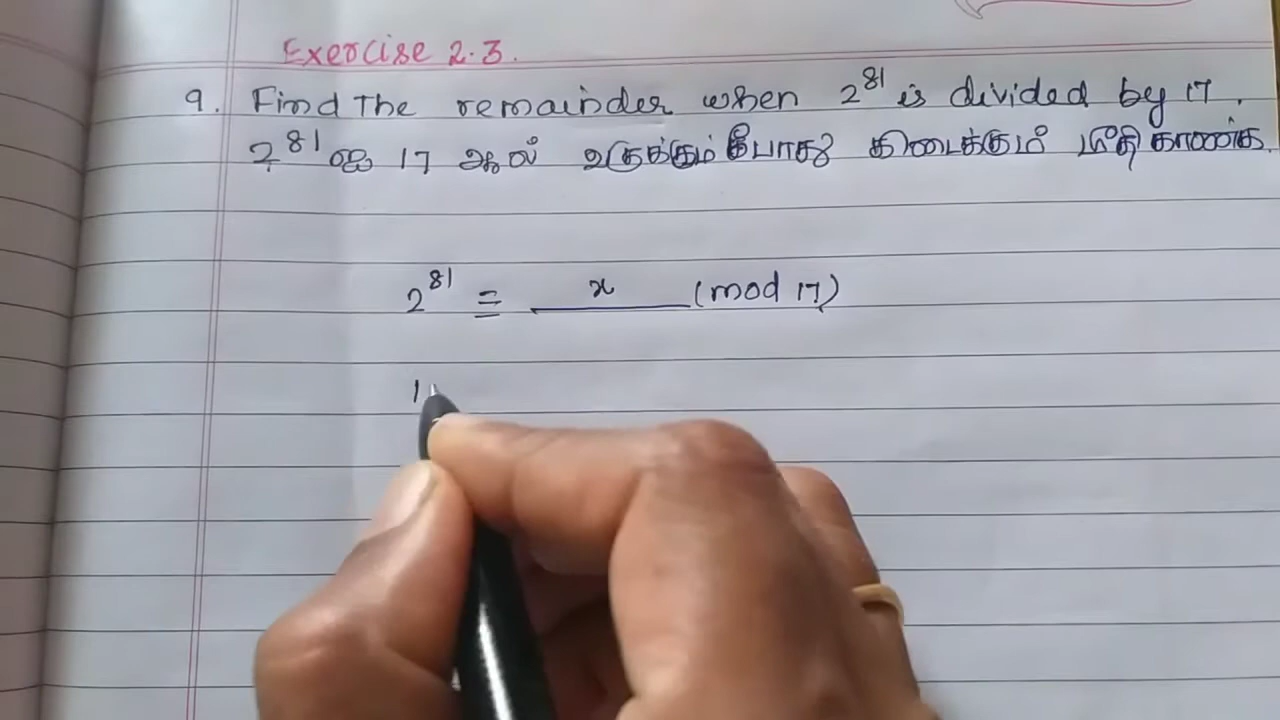 Exercise 2.3.
9. Find The remainder when 2^81 is divided by 17.
2^81 ஐ 17 ஆல் வகுக்கும் போது கிடைக்கும் மீதி காண்க.
2^81 ≡ x (mod 17)
1